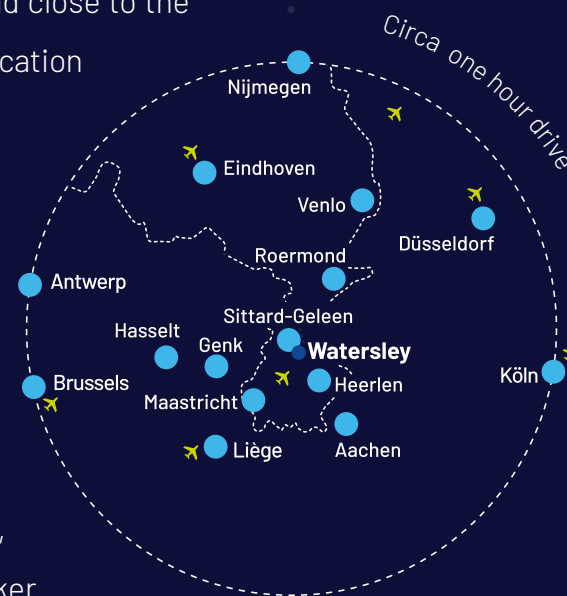 d close to the
cation
Circa one hour drive
Nijmegen
Eindhoven
Venlo
Düsseldorf
Roermond
Antwerp
Sittard-Geleen
Hasselt
Genk
Watersley
Köln
Brussels
Heerlen
Maastricht
Liège
Aachen
ker